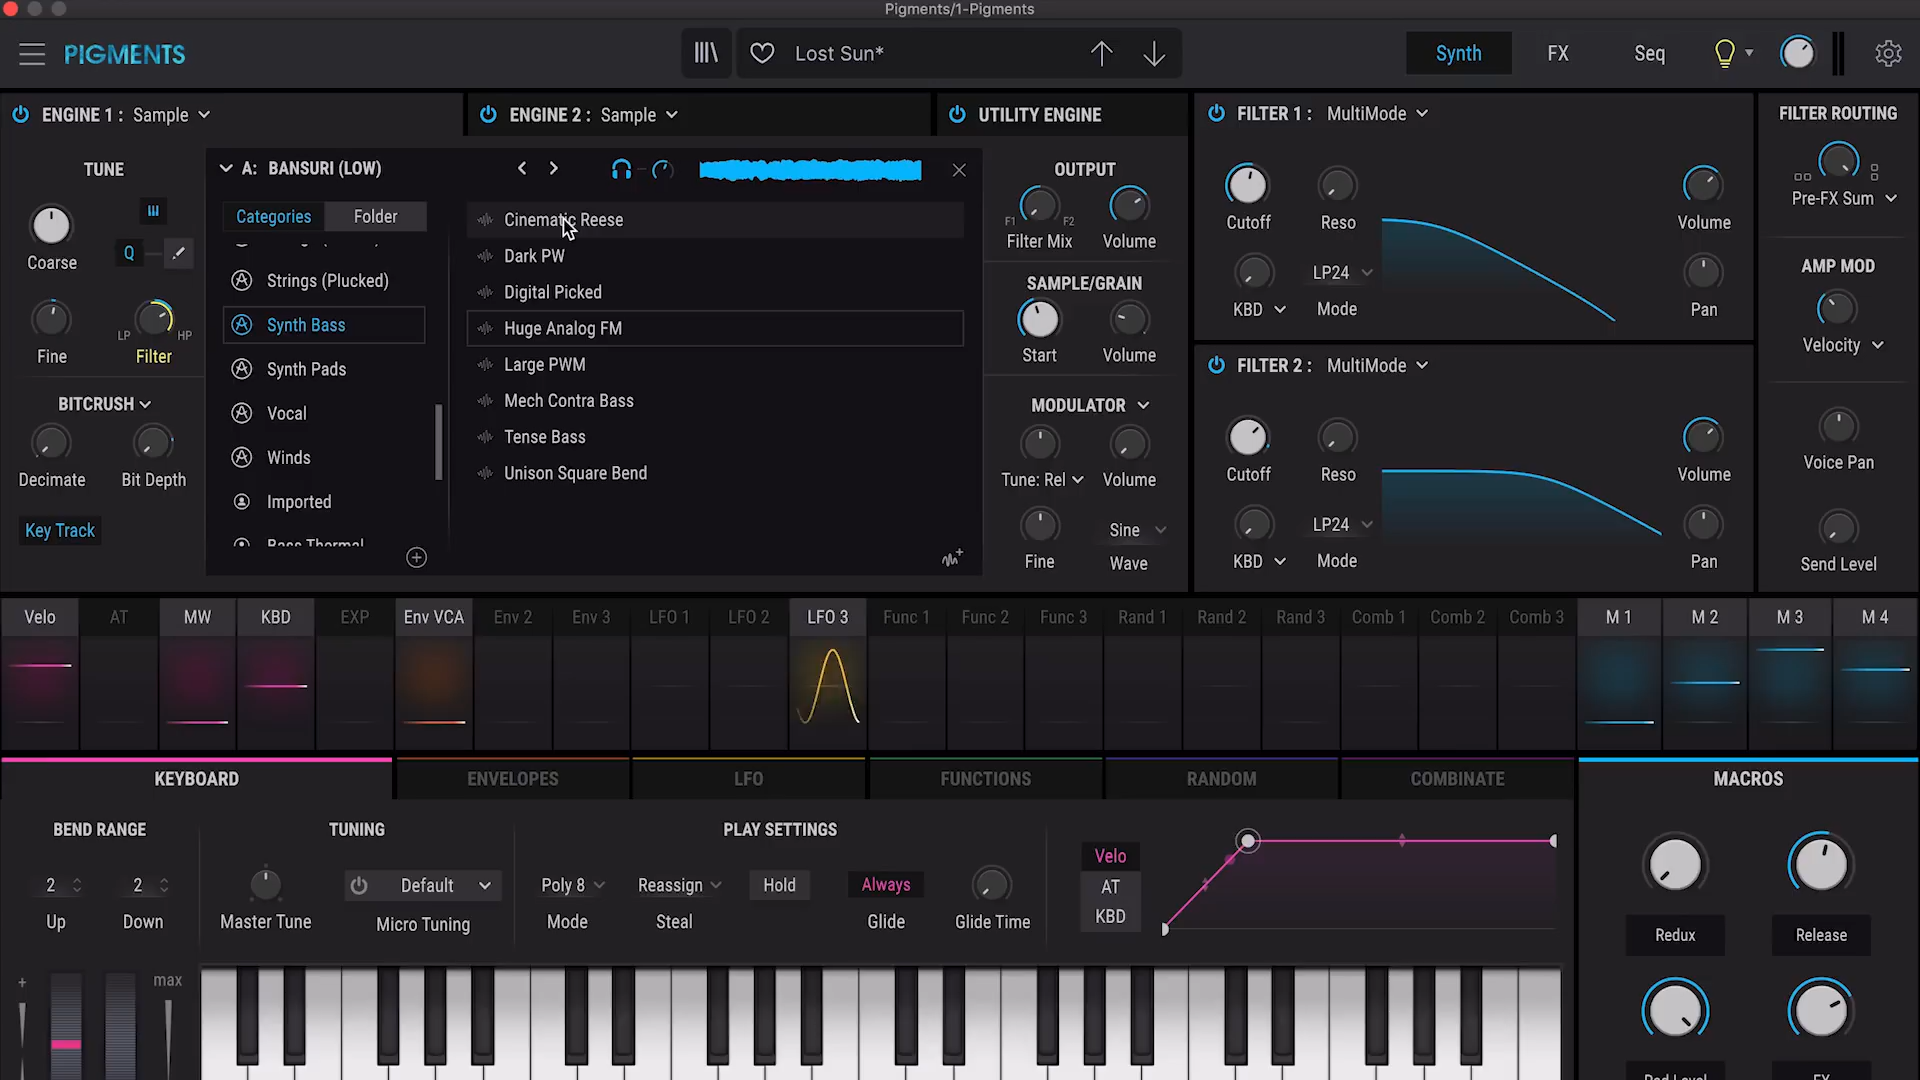 Pigments/1-Pigments
PIGMENTS
Lost Sun*
Synth
FX
Seq
ENGINE 1 : Sample
ENGINE 2 : Sample
UTILITY ENGINE
FILTER 1 : MultiMode
FILTER ROUTING
TUNE
A: BANSURI (LOW)
OUTPUT
Categories
Folder
Coarse
Q
Strings (Plucked)
Synth Bass
Synth Pads
Vocal
Winds
Imported
Bass Thermal
Cinematic Reese
Dark PW
Digital Picked
Huge Analog FM
Large PWM
Mech Contra Bass
Tense Bass
Unison Square Bend
LP
HP
Fine
Filter
BITCRUSH
Decimate
Bit Depth
Key Track
F1
F2
Filter Mix
Volume
SAMPLE/GRAIN
Start
Volume
MODULATOR
Tune: Rel
Volume
Sine
Fine
Wave
Cutoff
Reso
Volume
LP24
KBD
Mode
Pan
FILTER 2 : MultiMode
Cutoff
Reso
Volume
LP24
KBD
Mode
Pan
Pre-FX Sum
AMP MOD
Velocity
Voice Pan
Send Level
Velo
AT
MW
KBD
EXP
Env VCA
Env 2
Env 3
LFO 1
LFO 2
LFO 3
Func 1
Func 2
Func 3
Rand 1
Rand 2
Rand 3
Comb 1
Comb 2
Comb 3
M 1
M 2
M 3
M 4
KEYBOARD
ENVELOPES
LFO
FUNCTIONS
RANDOM
COMBINATE
MACROS
BEND RANGE
TUNING
PLAY SETTINGS
2
2
Up
Down
Default
Master Tune
Micro Tuning
Poly 8
Reassign
Hold
Always
Mode
Steal
Glide
Glide Time
Velo
AT
KBD
Redux
Release
+
max
Pad Level
FX